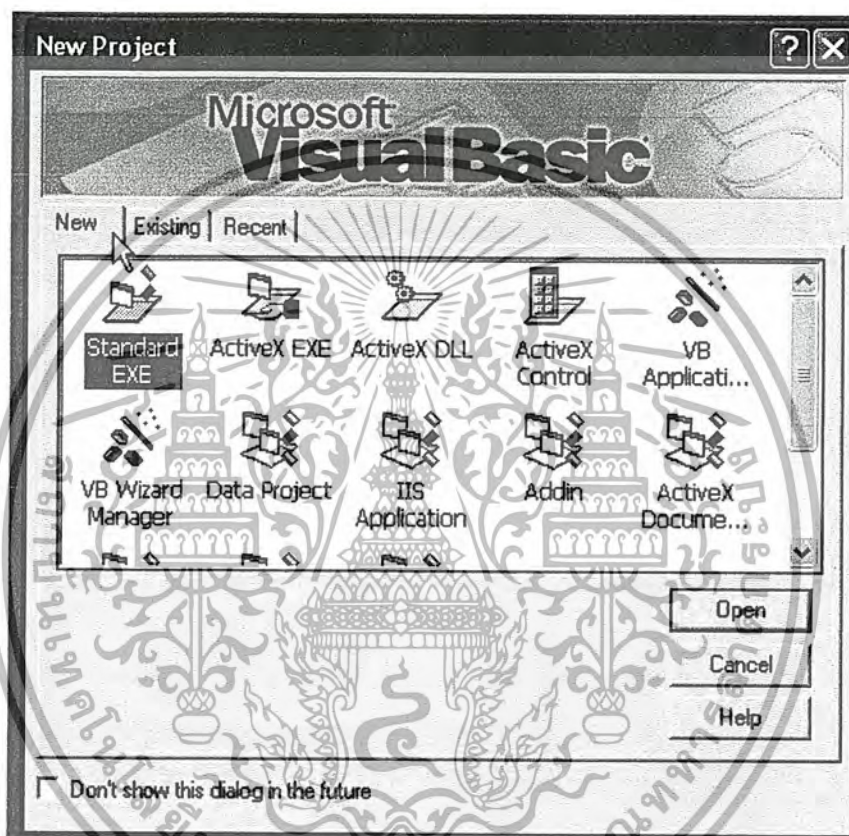 New Project
Microsoft
Visual Basic
New Existing Recent
Standard EXE
ActiveX EXE
ActiveX DLL
ActiveX Control
VB Applicati...
VB Wizard Manager
Data Project
IIS Application
Addin
ActiveX Docume...
Open
Cancel
Help
Don't show this dialog in the future